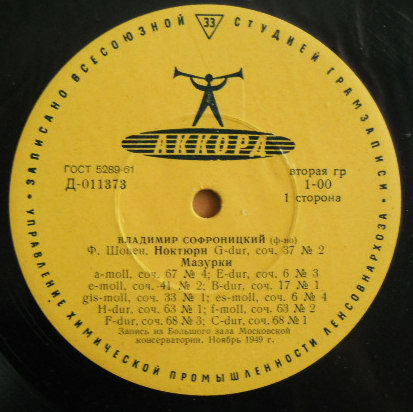 ЗАПИСАНО ВСЕСОЮЗНОЙ СТУДИЕЙ ГРАМЗАПИСИ
33
АККОРД
ГОСТ 5289-61
Д-011373
вторая гр
1-00
1 сторона
ВЛАДИМИР СОФРОНИЦКИЙ (ф-но)
Ф. Шопен. Ноктюрн G-dur, соч. 37 № 2
Мазурки
a-moll, соч. 67 № 4; E-dur, соч. 6 № 3
e-moll, соч. 41 № 2; B-dur, соч. 17 № 1
gis-moll, соч. 33 № 1; es-moll, соч. 6 № 4
H-dur, соч. 63 № 1; f-moll, соч. 63 № 2
F-dur, соч. 68 № 3; C-dur, соч. 68 № 1
Запись из Большого зала Московской
консерватории. Ноябрь 1949 г.
УПРАВЛЕНИЕ ХИМИЧЕСКОЙ ПРОМЫШЛЕННОСТИ ЛЕНСОВНАРХОЗА